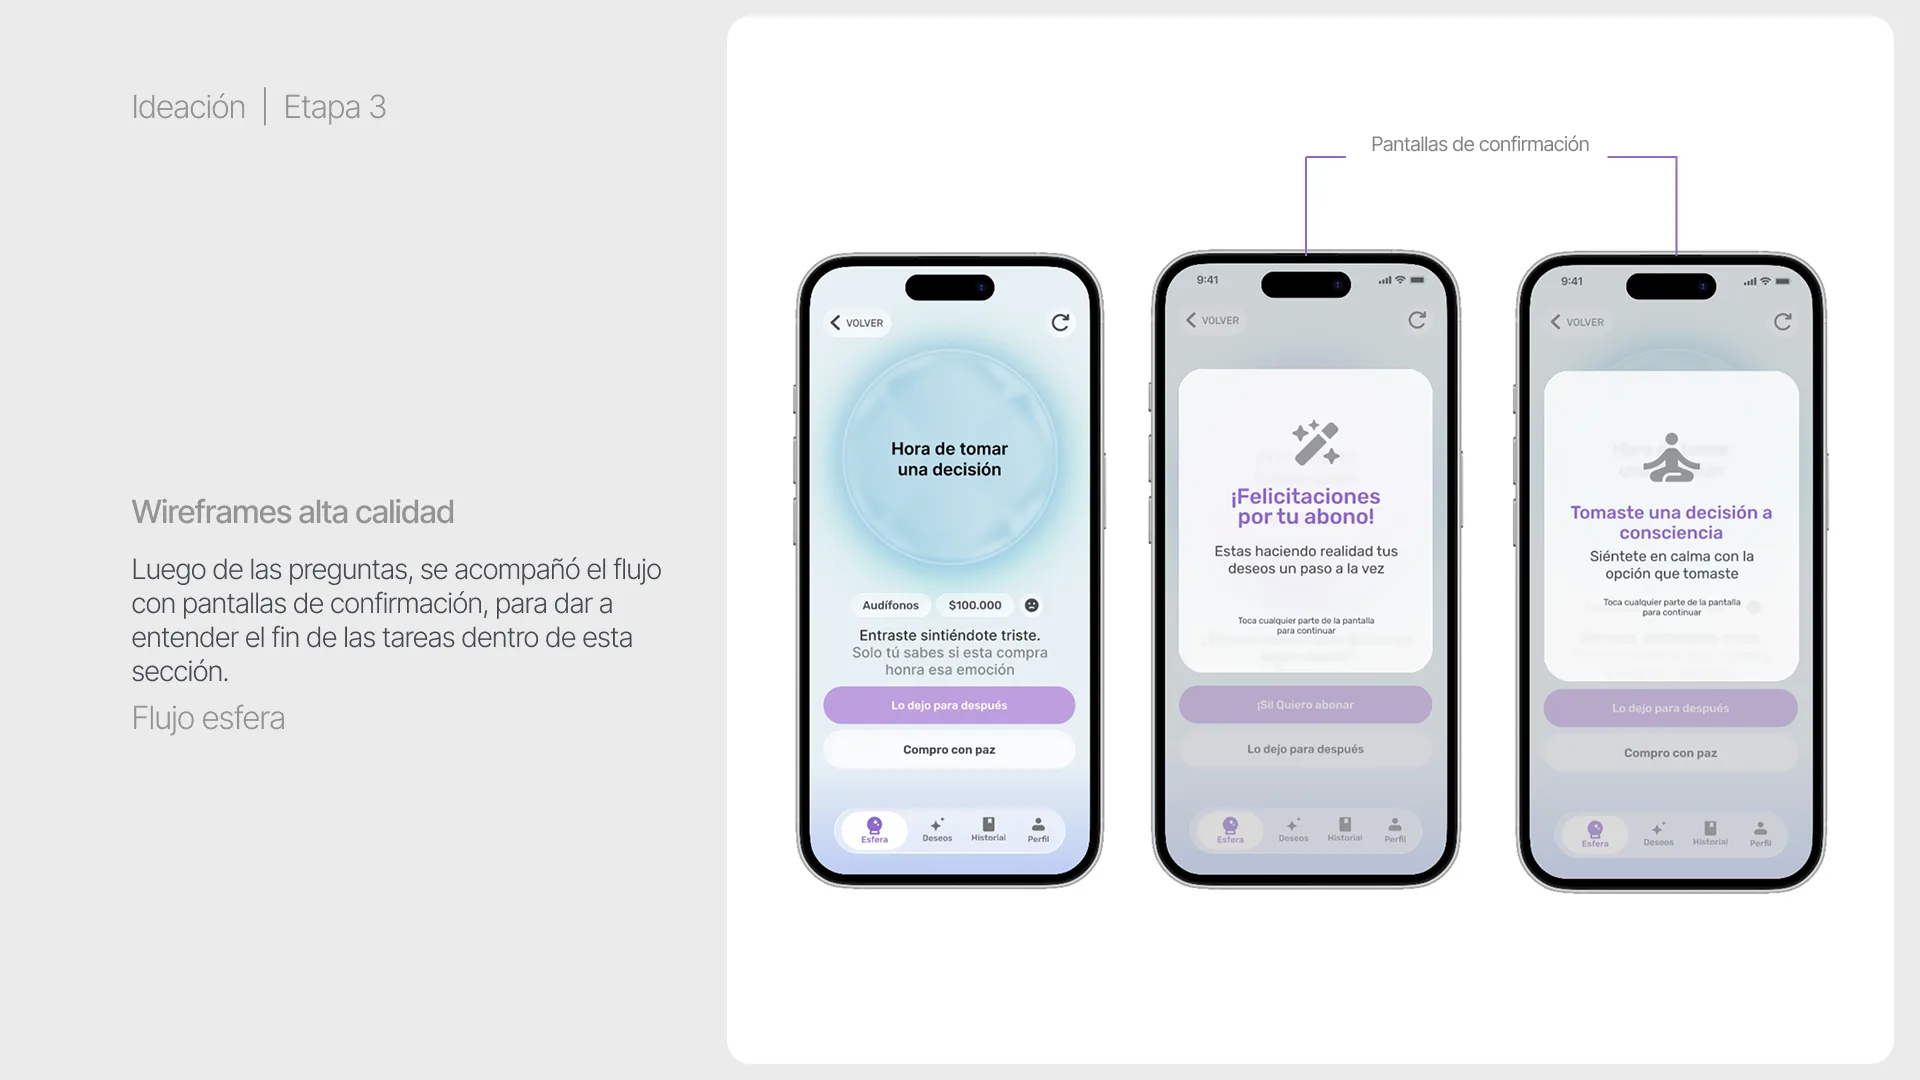 Ideación | Etapa 3
Wireframes alta calidad
Luego de las preguntas, se acompañó el flujo
con pantallas de confirmación, para dar a
entender el fin de las tareas dentro de esta
sección.
Flujo esfera
Pantallas de confirmación
VOLVER
Hora de tomar
una decisión
Audífonos
$100.000
Entraste sintiéndote triste.
Solo tú sabes si esta compra
honra esa emoción
Lo dejo para después
Compro con paz
Esfera
Deseos
Historial
Perfil
9:41
VOLVER
¡Felicitaciones
por tu abono!
Estas haciendo realidad tus
deseos un paso a la vez
Toca cualquier parte de la pantalla
para continuar
¡Si! Quiero abonar
Lo dejo para después
Esfera
Deseos
Historial
Perfil
9:41
VOLVER
Tomaste una decisión a
consciencia
Siéntete en calma con la
opción que tomaste
Toca cualquier parte de la pantalla
para continuar
Lo dejo para después
Compro con paz
Esfera
Deseos
Historial
Perfil